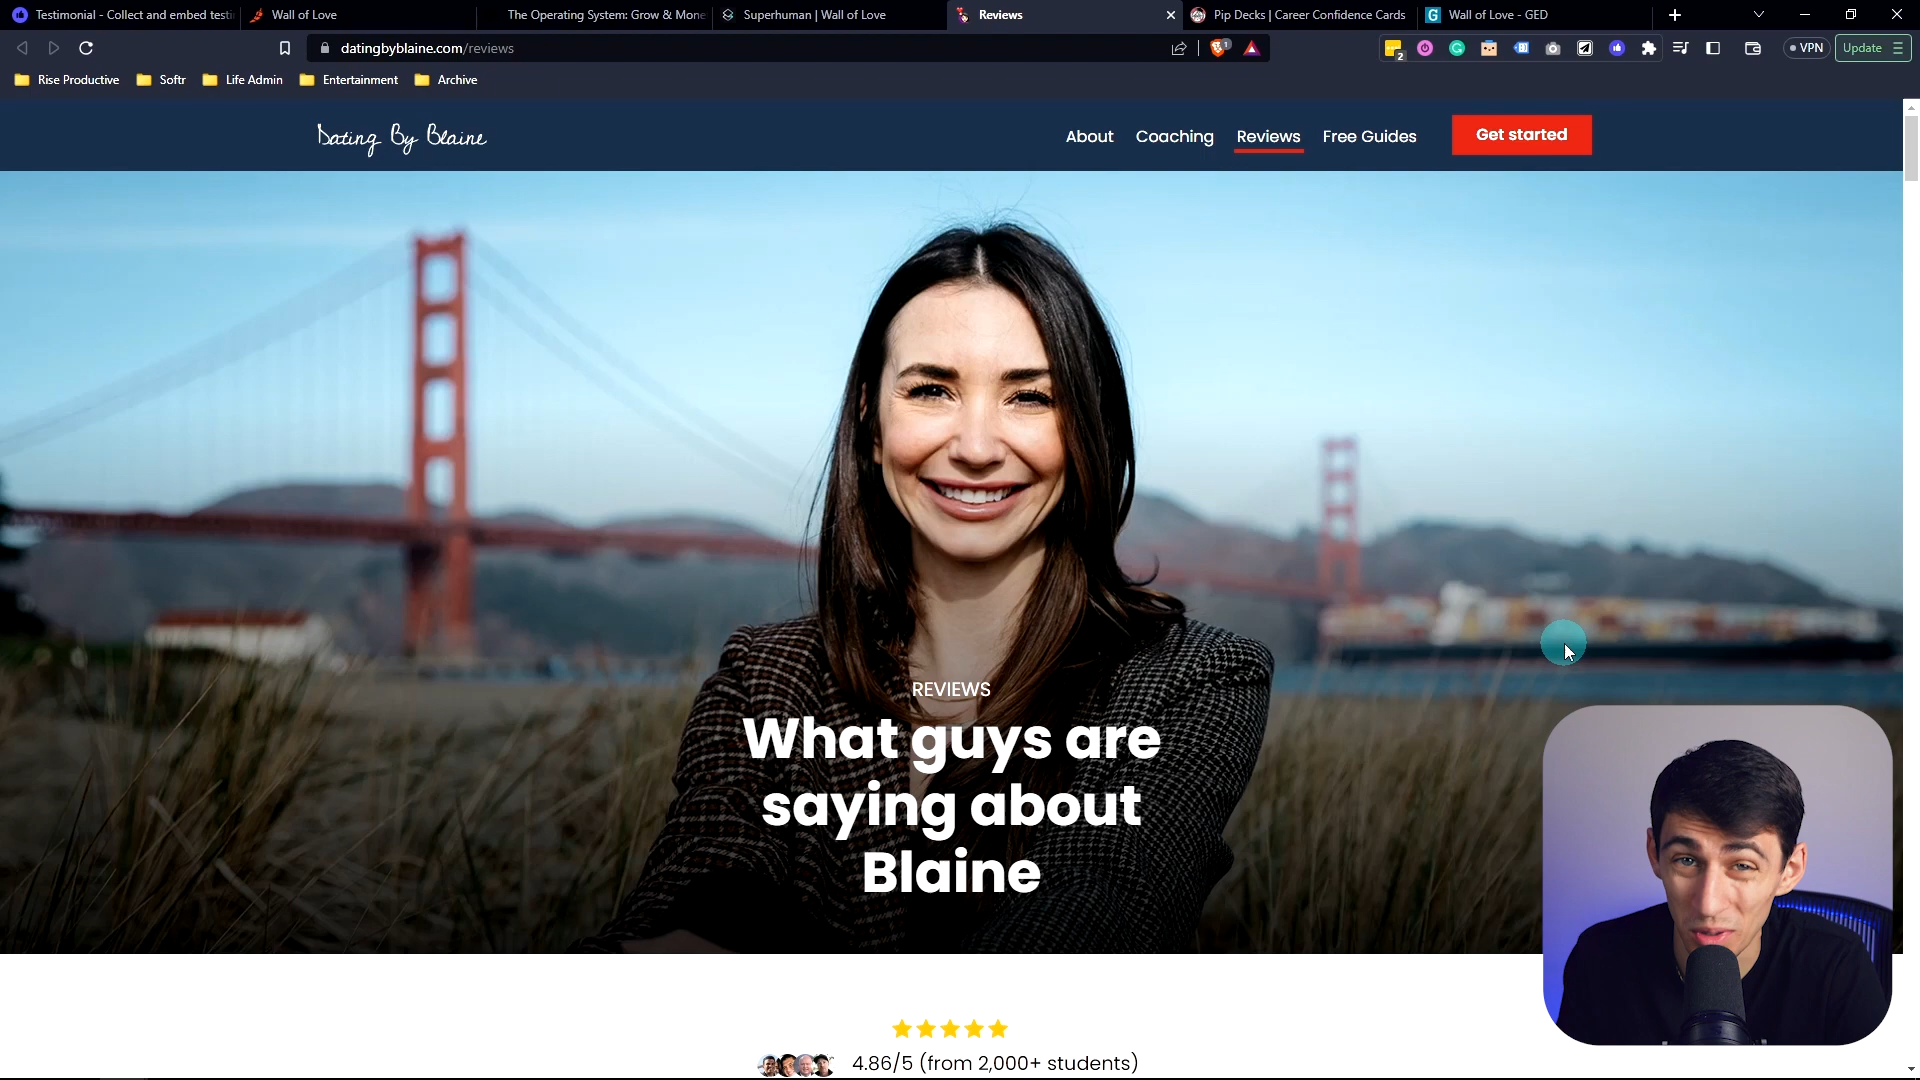 Testimonial - Collect and embed testi
Wall of Love
The Operating System: Grow & Mone
Superhuman | Wall of Love
Reviews
Pip Decks | Career Confidence Cards
Wall of Love - GED
datingbyblaine.com/reviews
1
2
VPN
Update
Rise Productive
Softr
Life Admin
Entertainment
Archive
Dating By Blaine
About
Coaching
Reviews
Free Guides
Get started
REVIEWS
What guys are
saying about
Blaine
4.86/5 (from 2,000+ students)